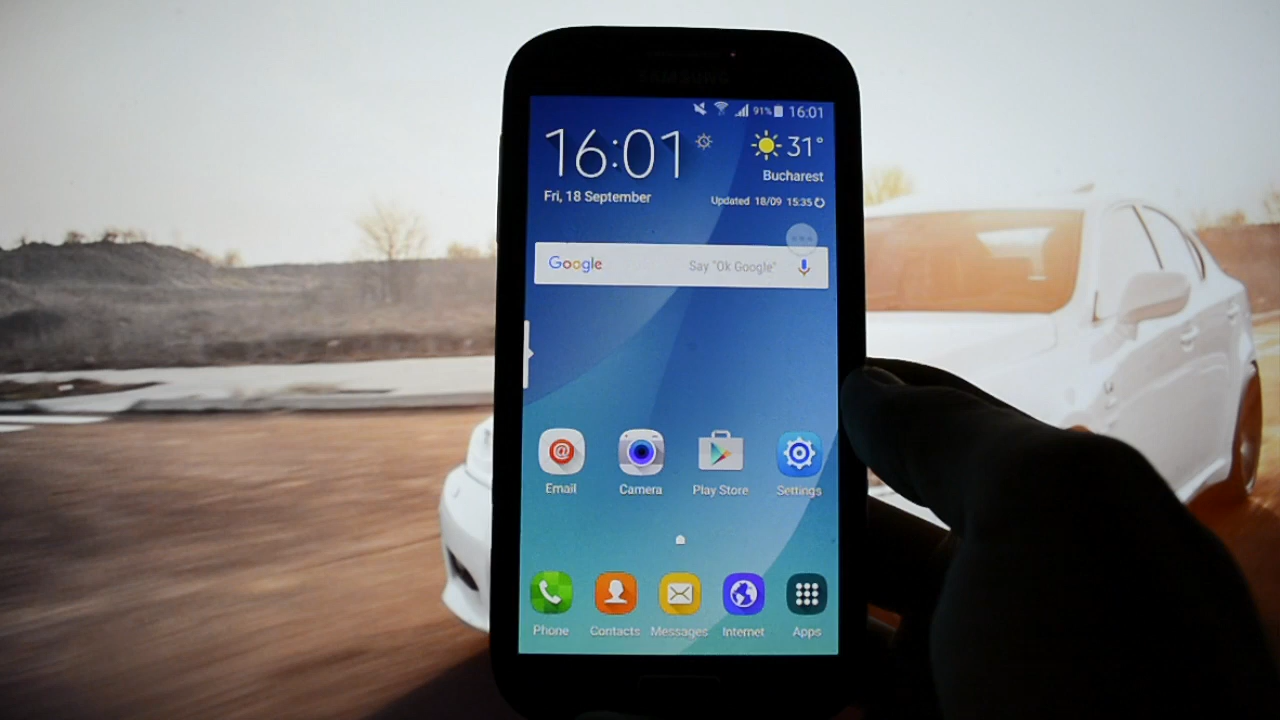 SAMSUNG
91% 16:01
16:01
31°
Bucharest
Fri, 18 September
Updated 18/09 15:35
Google
Say "Ok Google"
Email
Camera
Play Store
Settings
Phone
Contacts
Messages
Internet
Apps